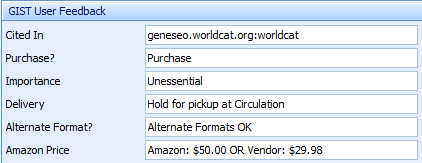 GIST User Feedback
Cited In geneseo.worldcat.org:worldcat
Purchase? Purchase
Importance Unessential
Delivery Hold for pickup at Circulation
Alternate Format? Alternate Formats OK
Amazon Price Amazon: $50.00 OR Vendor: $29.98